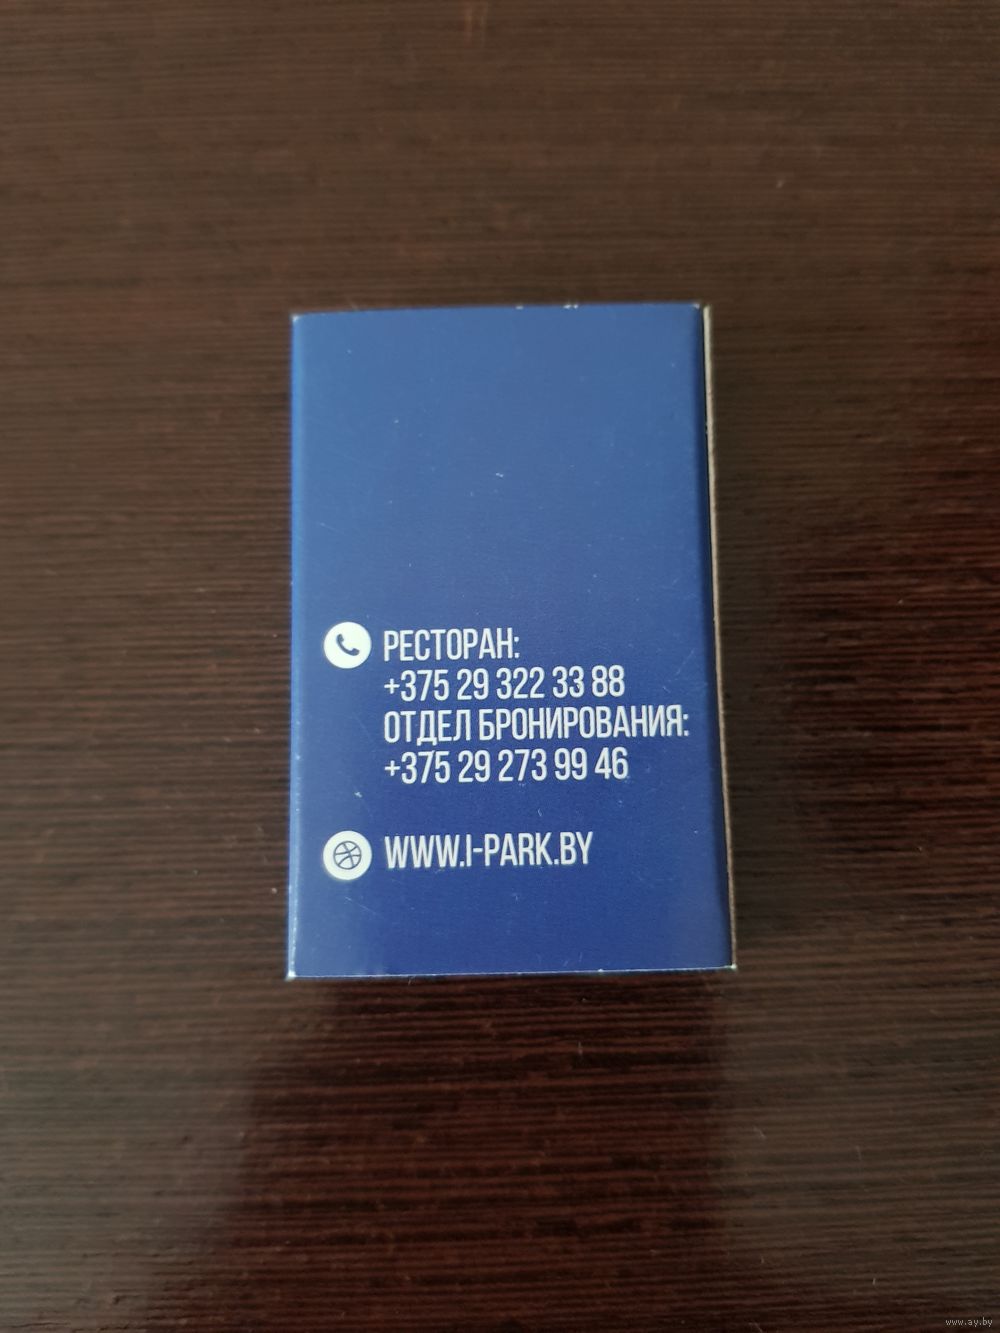 РЕСТОРАН:
+375 29 322 33 88
ОТДЕЛ БРОНИРОВАНИЯ:
+375 29 273 99 46
WWW.I-PARK.BY
www.ay.by